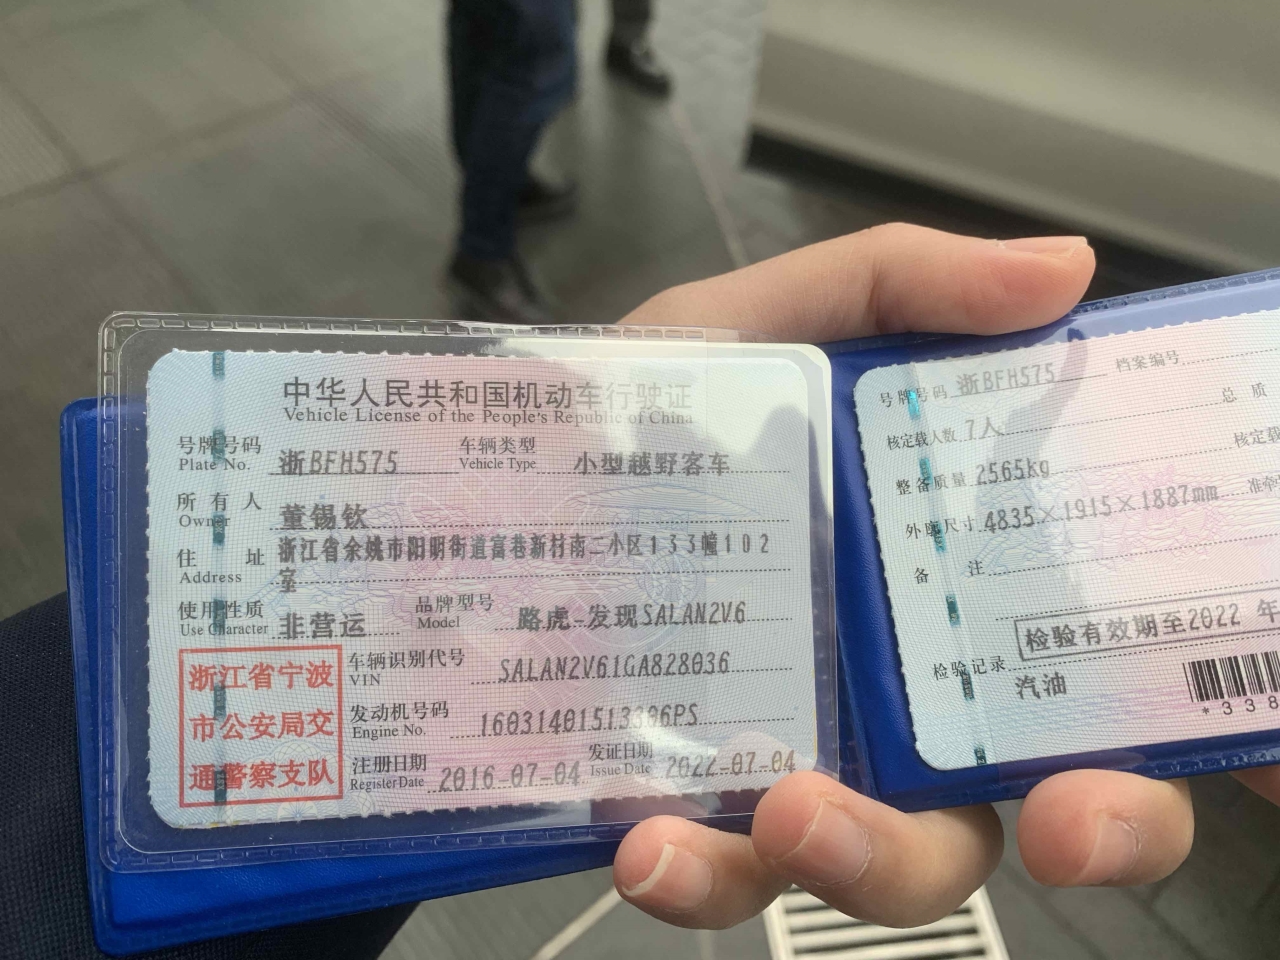 中华人民共和国机动车行驶证
Vehicle License of the People's Republic of China
号牌号码 浙BFH575 车辆类型 小型越野客车
Plate No. Vehicle Type
所有人 董锡钦
Owner
住址 浙江省余姚市阳明街道富巷新村南二小区133幢102
Address 室
使用性质 非营运 品牌型号 路虎-发现SALAN2V6
Use Character Model
浙江省宁波
市公安局交
通警察支队
车辆识别代号 SALAN2V61GA828036
VIN
发动机号码 16031401513306PS
Engine No.
注册日期 2016-07-04 发证日期 2022-07-04
Register Date Issue Date
号牌号码 浙BFH575 档案编号
核定载人数 7人 总质
整备质量 2565kg 核定载
外廓尺寸 4835×1915×1887mm 准牵
备注
检验有效期至2022 年
检验记录
汽油
*338